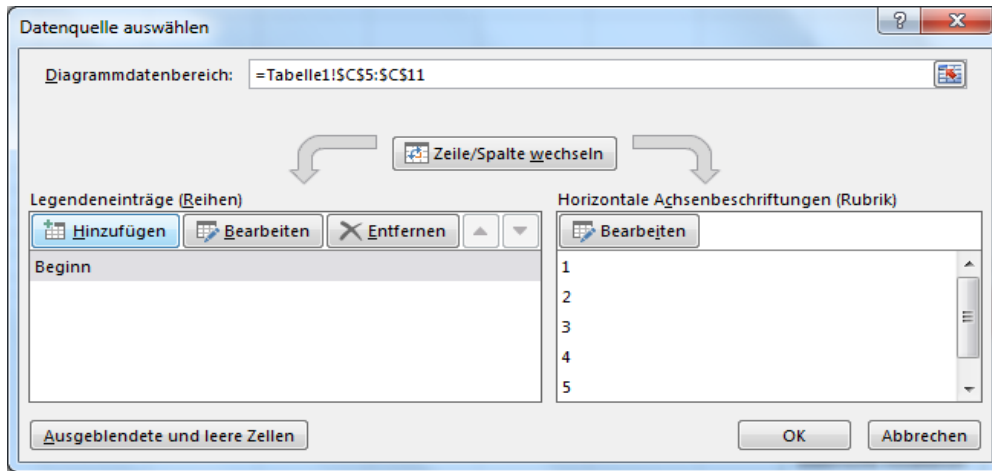 Datenquelle auswählen
?
Diagrammdatenbereich: =Tabelle1!$C$5:$C$11
Zeile/Spalte wechseln
Legendeneinträge (Reihen)
Hinzufügen Bearbeiten Entfernen
Beginn
Horizontale Achsenbeschriftungen (Rubrik)
Bearbeiten
1
2
3
4
5
Ausgeblendete und leere Zellen
OK Abbrechen